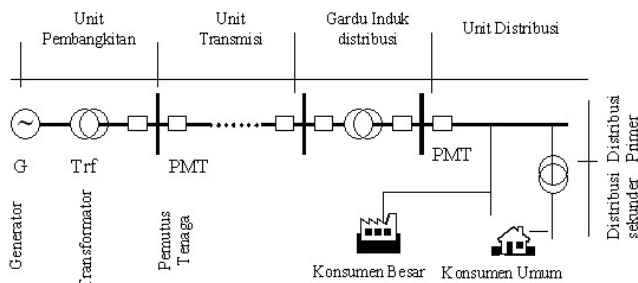 Unit
Pembangkitan
Unit
Transmisi
Gardu Induk
distribusi
Unit Distribusi
G
Trf
PMT
PMT
Generator
Transformator
Pemutus
Tenaga
Distribusi
Primer
Distribusi
sekunder
Konsumen Besar
Konsumen Umum